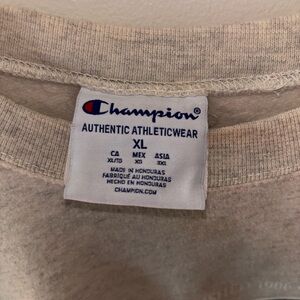 Champion®
AUTHENTIC ATHLETICWEAR
XL
CA MEX ASIA
XL/TG XG XXL
MADE IN HONDURAS
FABRIQUÉ AU HONDURAS
HECHO EN HONDURAS
CHAMPION.COM